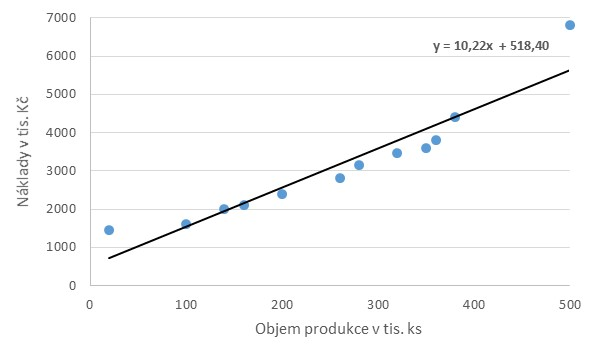 7000
6000
5000
4000
3000
2000
1000
0
Náklady v tis. Kč
y = 10,22x + 518,40
0 100 200 300 400 500
Objem produkce v tis. ks